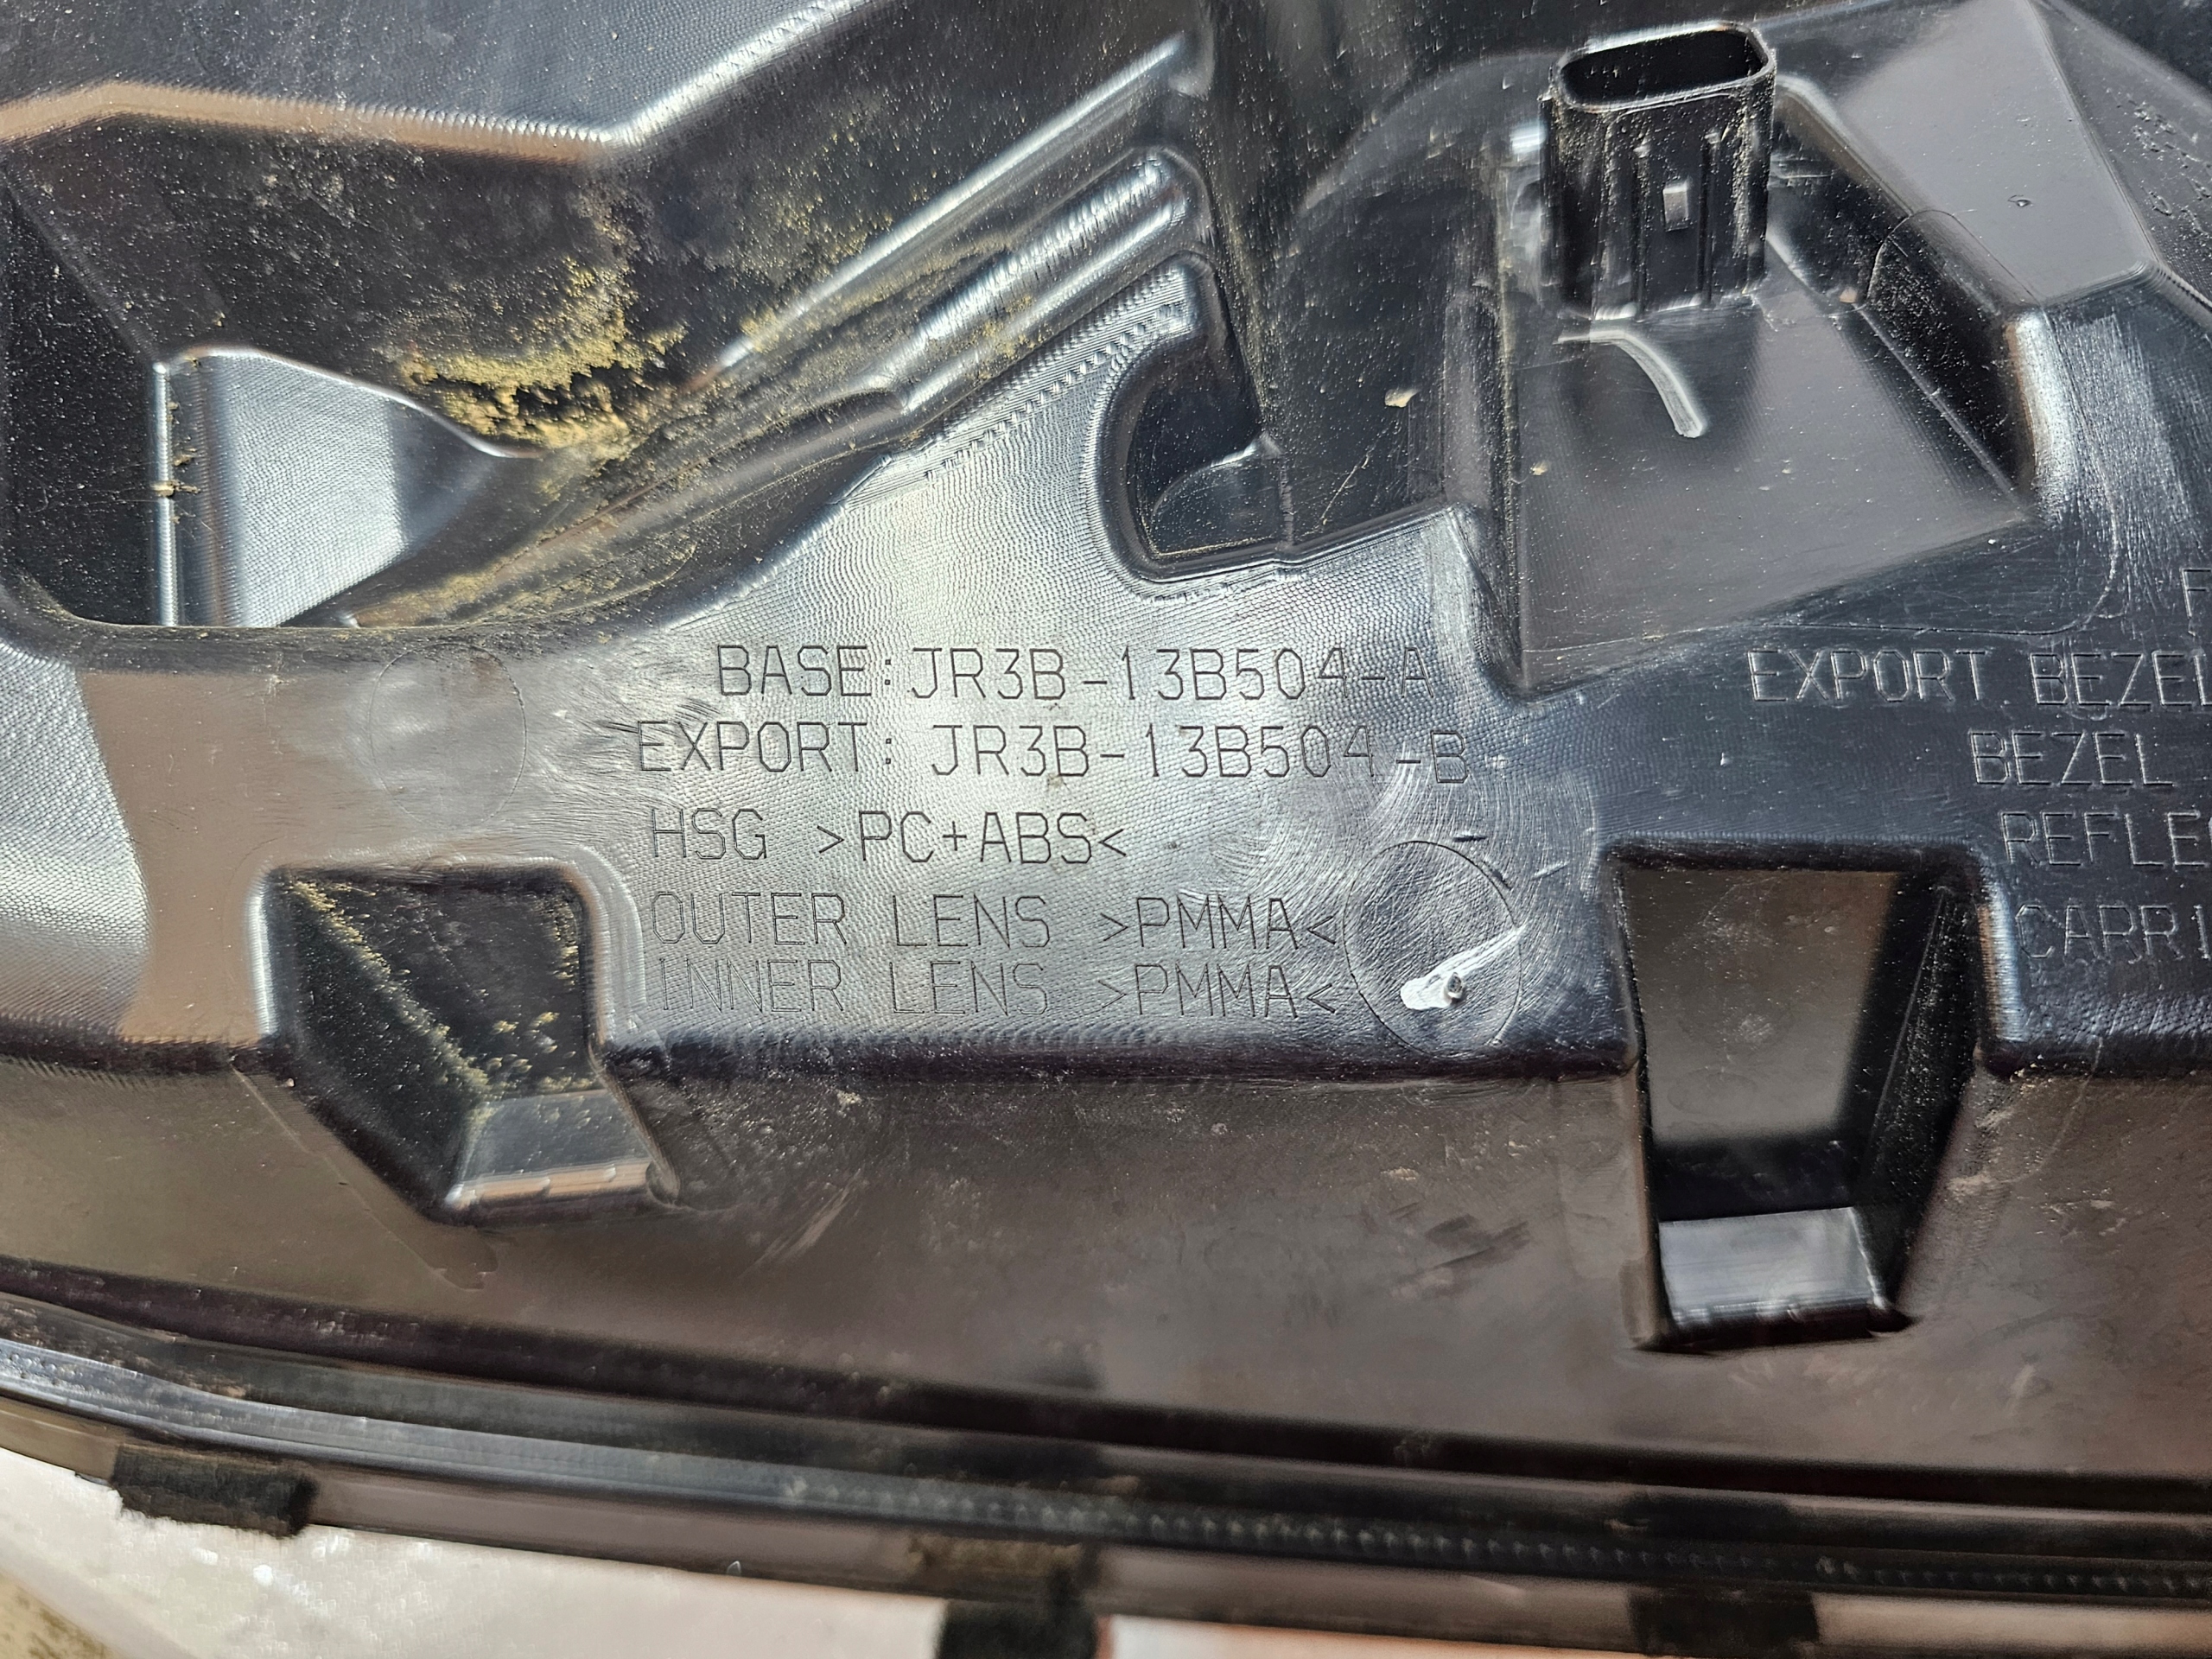 BASE: JR3B-13B504-A
EXPORT: JR3B-13B504-B
HSG >PC+ABS<
OUTER LENS >PMMA<
INNER LENS >PMMA<
EXPORT BEZEL
BEZEL